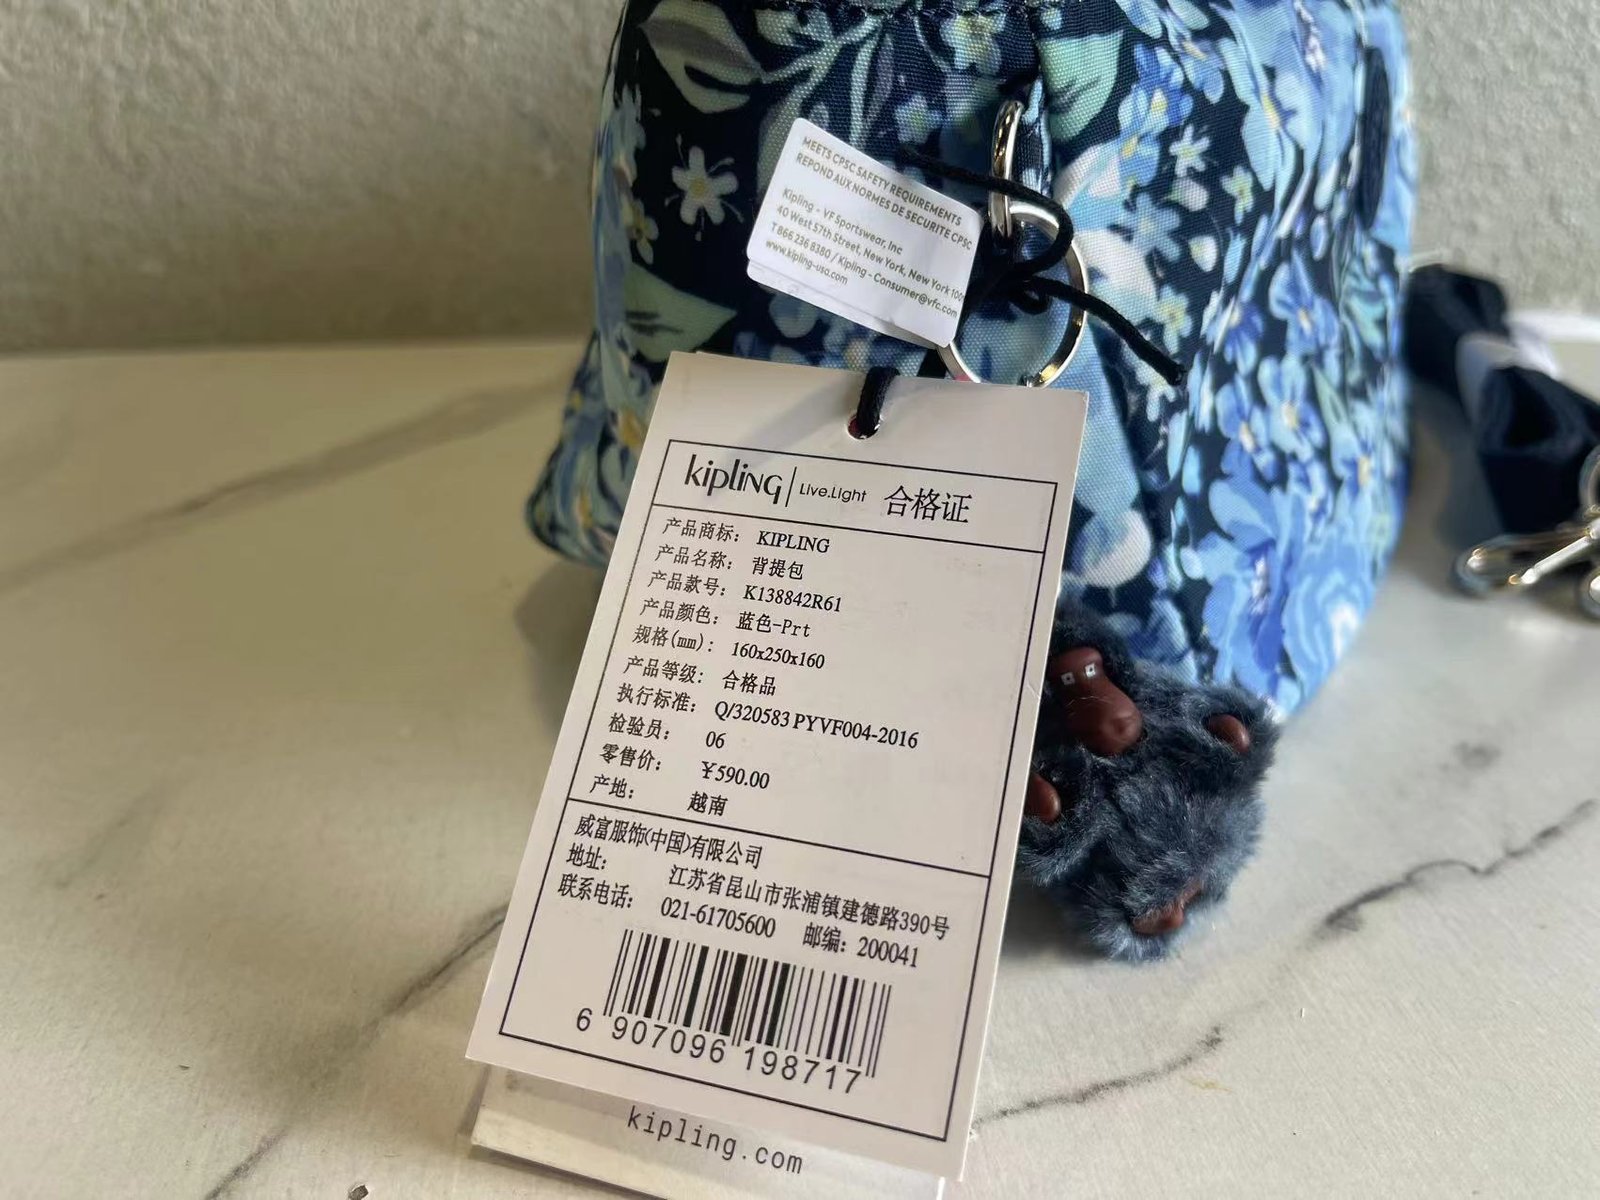 MEETS CPSC SAFETY REQUIREMENTS
REPOND AUX NORMES DE SECURITE CPSC
Kipling - VF Sportswear, Inc
40 West 57th Street, New York, New York
T 866 236 8380 / Kipling - Consumer@vfc.com
www.kipling-usa.com
kipling | Live.Light 合格证
产品商标: KIPLING
产品名称: 背提包
产品款号: K138842R61
产品颜色: 蓝色-Prt
规格(mm): 160x250x160
产品等级: 合格品
执行标准: Q/320583 PYVF004-2016
检验员: 06
零售价: ¥590.00
产地: 越南
威富服饰(中国)有限公司
地址: 江苏省昆山市张浦镇建德路390号
联系电话: 021-61705600 邮编: 200041
6 907096 198717
kipling.com